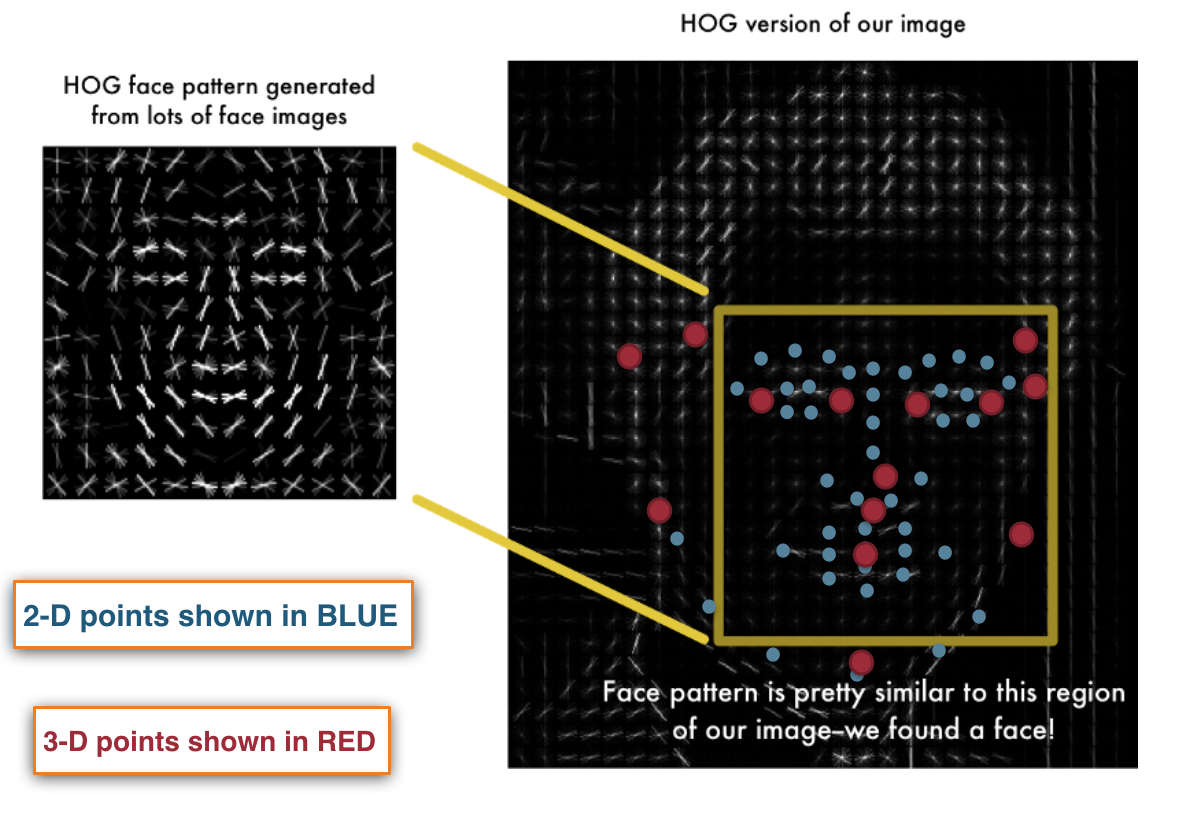 HOG version of our image
HOG face pattern generated
from lots of face images
2-D points shown in BLUE
3-D points shown in RED
Face pattern is pretty similar to this region
of our image–we found a face!